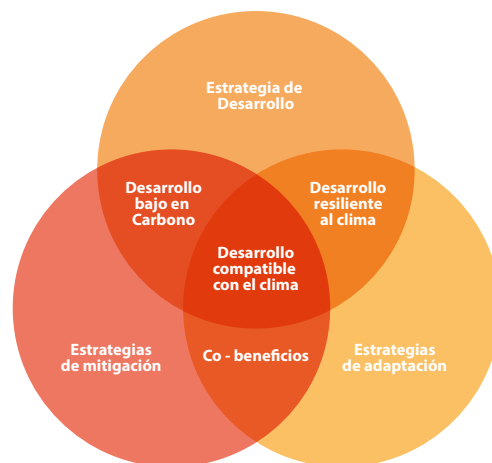 Estrategia de
Desarrollo
Desarrollo
bajo en
Carbono
Desarrollo
resiliente
al clima
Desarrollo
compatible
con el clima
Estrategias
de mitigación
Co - beneficios
Estrategias
de adaptación